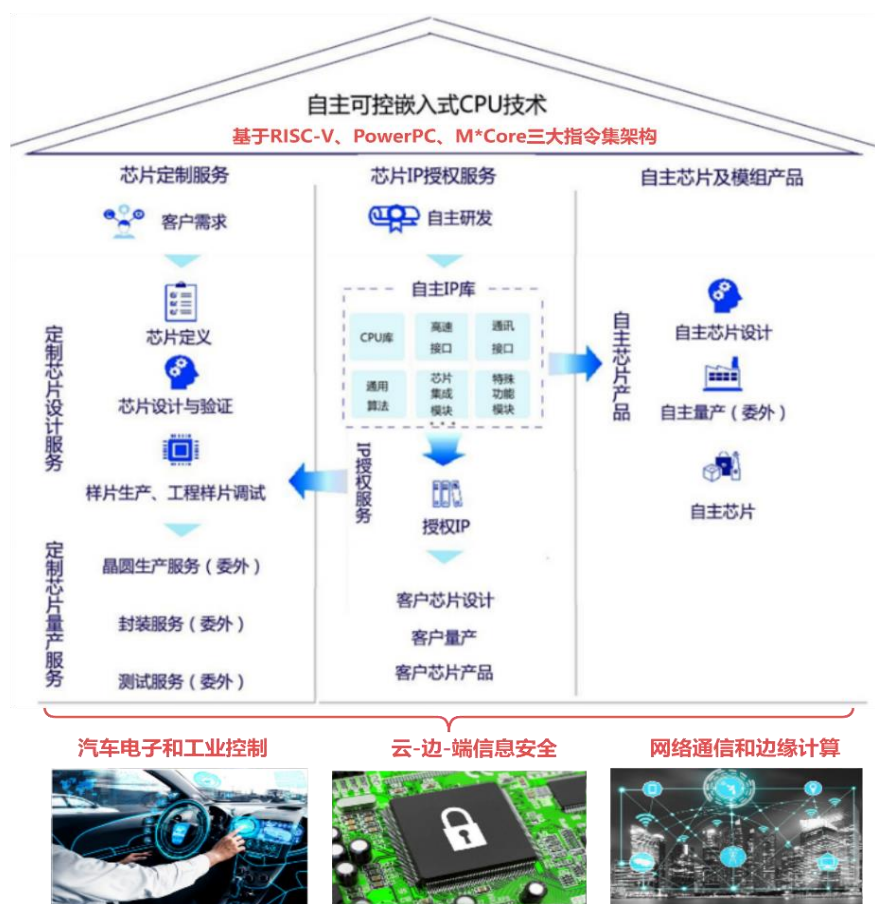 自主可控嵌入式CPU技术
基于RISC-V、PowerPC、M*Core三大指令集架构
芯片定制服务
客户需求
定制芯片设计服务
芯片定义
芯片设计与验证
样片生产、工程样片调试
定制芯片量产服务
晶圆生产服务(委外)
封装服务(委外)
测试服务(委外)
芯片IP授权服务
自主研发
自主IP库
CPU库
高速
接口
通讯
接口
通用
算法
芯片
集成
模块
特殊
功能
模块
IP授权服务
授权IP
客户芯片设计
客户量产
客户芯片产品
自主芯片及模组产品
自主芯片产品
自主芯片设计
自主量产(委外)
自主芯片
汽车电子和工业控制
云-边-端信息安全
网络通信和边缘计算